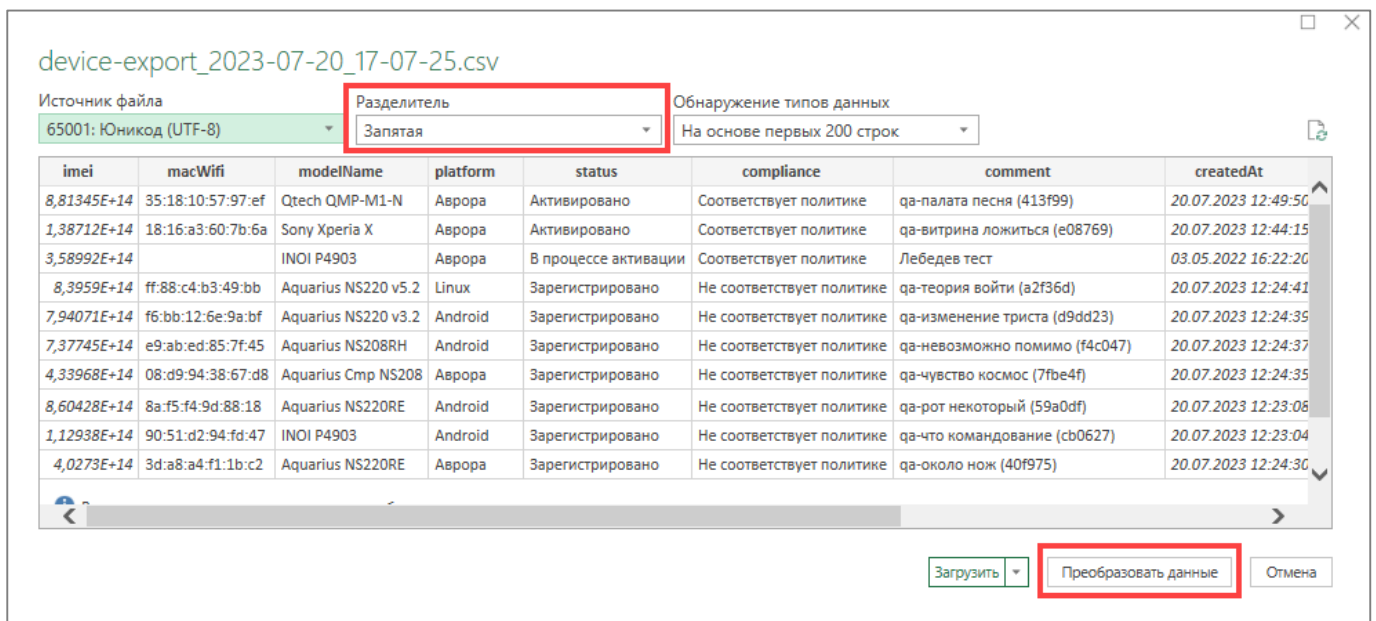 device-export_2023-07-20_17-07-25.csv
Источник файла Разделитель Обнаружение типов данных
65001: Юникод (UTF-8) Запятая На основе первых 200 строк
imei macWifi modelName platform status compliance comment createdAt
8,81345E+14 35:18:10:57:97:ef Qtech QMP-M1-N Аврора Активировано Соответствует политике qa-палата песня (413f99) 20.07.2023 12:49:50
1,38712E+14 18:16:a3:60:7b:6a Sony Xperia X Аврора Активировано Соответствует политике qa-витрина ложиться (e08769) 20.07.2023 12:44:15
3,58992E+14 INOI P4903 Аврора В процессе активации Соответствует политике Лебедев тест 03.05.2022 16:22:20
8,3959E+14 ff:88:c4:b3:49:bb Aquarius NS220 v5.2 Linux Зарегистрировано Не соответствует политике qa-теория войти (a2f36d) 20.07.2023 12:24:41
7,94071E+14 f6:bb:12:6e:9a:bf Aquarius NS220 v3.2 Android Зарегистрировано Не соответствует политике qa-изменение триста (d9dd23) 20.07.2023 12:24:39
7,37745E+14 e9:ab:ed:85:7f:45 Aquarius NS208RH Android Зарегистрировано Не соответствует политике qa-невозможно помимо (f4c047) 20.07.2023 12:24:37
4,33968E+14 08:d9:94:38:67:d8 Aquarius Cmp NS208 Аврора Зарегистрировано Не соответствует политике qa-чувство космос (7fbe4f) 20.07.2023 12:24:35
8,60428E+14 8a:f5:f4:9d:88:18 Aquarius NS220RE Android Зарегистрировано Не соответствует политике qa-рот некоторый (59a0df) 20.07.2023 12:23:08
1,12938E+14 90:51:d2:94:fd:47 INOI P4903 Android Зарегистрировано Не соответствует политике qa-что командование (cb0627) 20.07.2023 12:23:04
4,0273E+14 3d:a8:a4:f1:1b:c2 Aquarius NS220RE Аврора Зарегистрировано Не соответствует политике qa-около нож (40f975) 20.07.2023 12:24:30
Загрузить Преобразовать данные Отмена